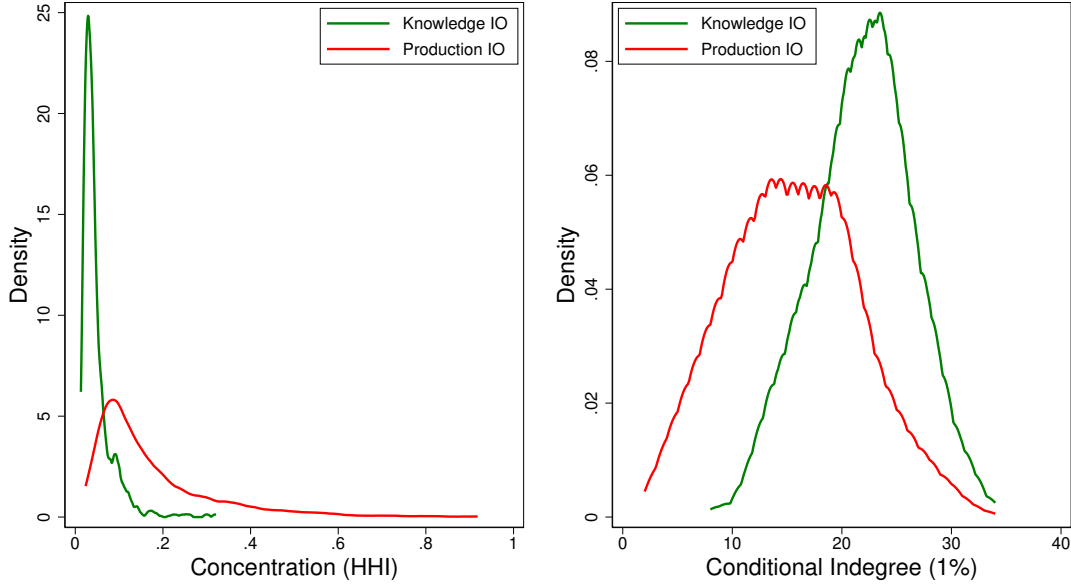 Knowledge IO
Production IO
25
20
15
10
5
0
Density
0
.2
.4
.6
.8
1
Concentration (HHI)
Knowledge IO
Production IO
.08
.06
.04
.02
0
Density
0
10
20
30
40
Conditional Indegree (1%)